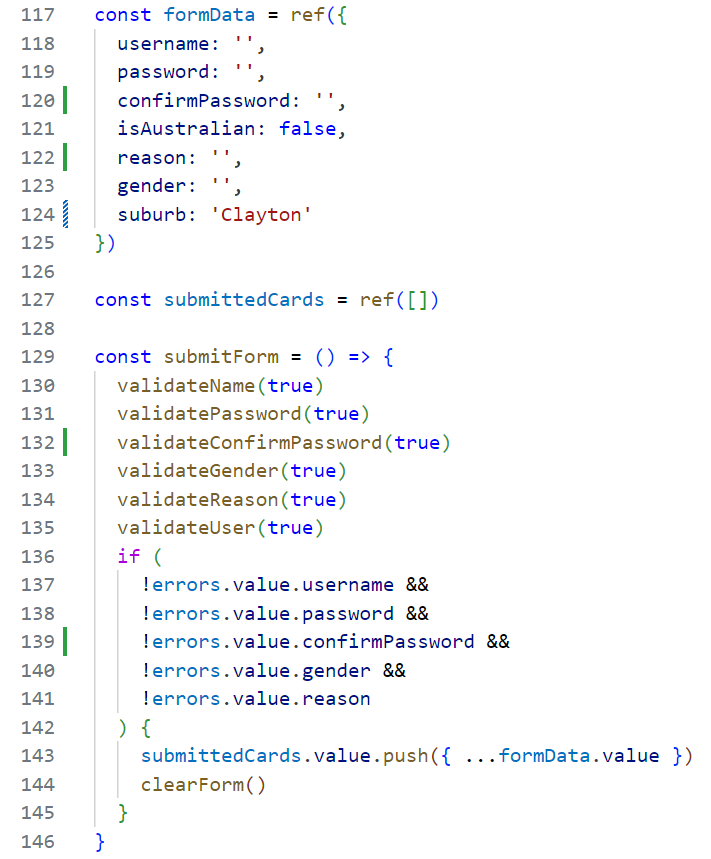 117 const formData = ref({
118 username: '',
119 password: '',
120 confirmPassword: '',
121 isAustralian: false,
122 reason: '',
123 gender: '',
124 suburb: 'Clayton'
125 })
126
127 const submittedCards = ref([])
128
129 const submitForm = () => {
130 validateName(true)
131 validatePassword(true)
132 validateConfirmPassword(true)
133 validateGender(true)
134 validateReason(true)
135 validateUser(true)
136 if (
137 !errors.value.username &&
138 !errors.value.password &&
139 !errors.value.confirmPassword &&
140 !errors.value.gender &&
141 !errors.value.reason
142 ) {
143 submittedCards.value.push({ ...formData.value })
144 clearForm()
145 }
146 }